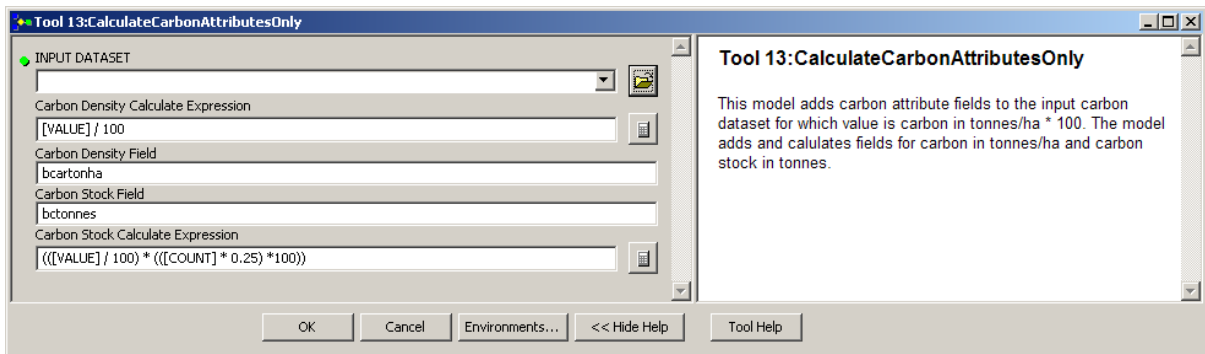 Tool 13:CalculateCarbonAttributesOnly
INPUT DATASET
Carbon Density Calculate Expression
[VALUE] / 100
Carbon Density Field
bcartonha
Carbon Stock Field
bctonnes
Carbon Stock Calculate Expression
(([VALUE] / 100) * (([COUNT] * 0.25) *100))
Tool 13:CalculateCarbonAttributesOnly
This model adds carbon attribute fields to the input carbon
dataset for which value is carbon in tonnes/ha * 100. The model
adds and calulates fields for carbon in tonnes/ha and carbon
stock in tonnes.
OK
Cancel
Environments...
<< Hide Help
Tool Help